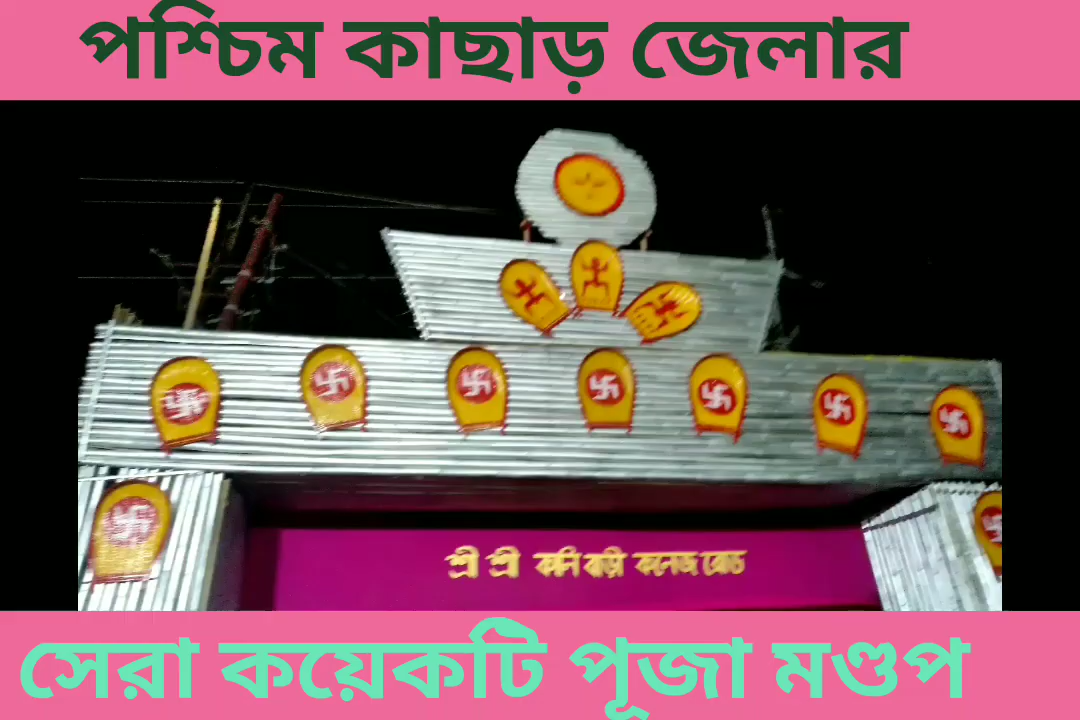 পশ্চিম কাছাড় জেলার
শ্রী শ্রী কালি বাড়ী কলেজ রোড
সেরা কয়েকটি পূজা মণ্ডপ